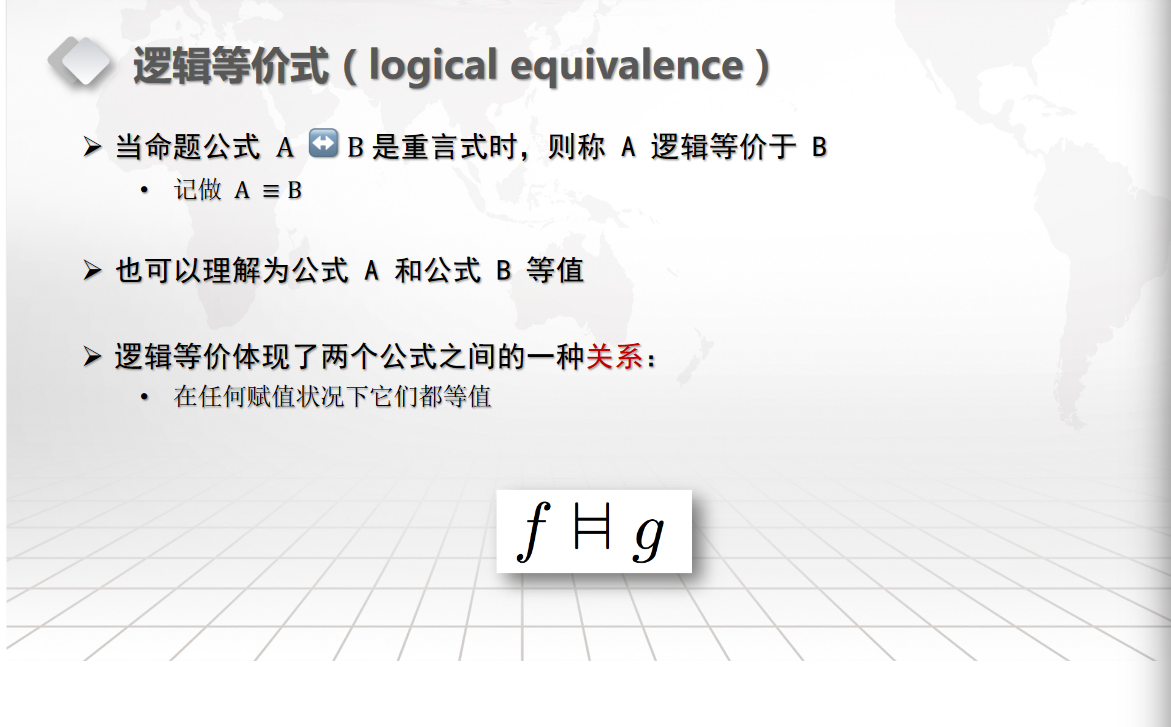 逻辑等价式（logical equivalence）
➢ 当命题公式 A ↔ B 是重言式时，则称 A 逻辑等价于 B
• 记做 A ≡ B
➢ 也可以理解为公式 A 和公式 B 等值
➢ 逻辑等价体现了两个公式之间的一种关系：
• 在任何赋值状况下它们都等值
f ⊨⫤ g